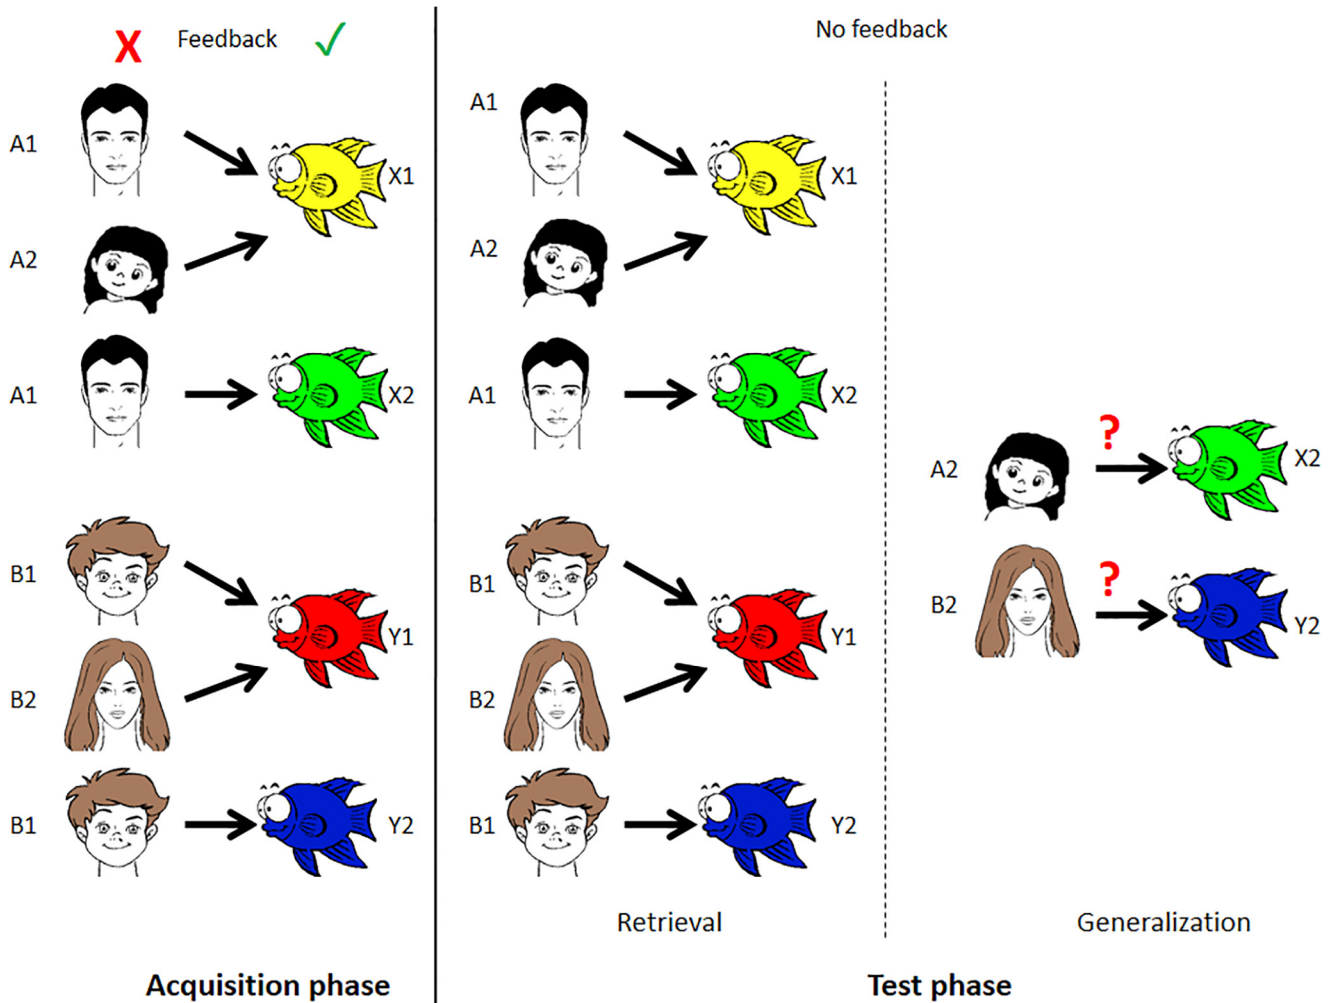 X Feedback ✓
A1
X1
A2
A1
X2
B1
Y1
B2
B1
Y2
Acquisition phase
No feedback
A1
X1
A2
A1
X2
B1
Y1
B2
B1
Y2
Retrieval
?
A2
X2
?
B2
Y2
Generalization
Test phase